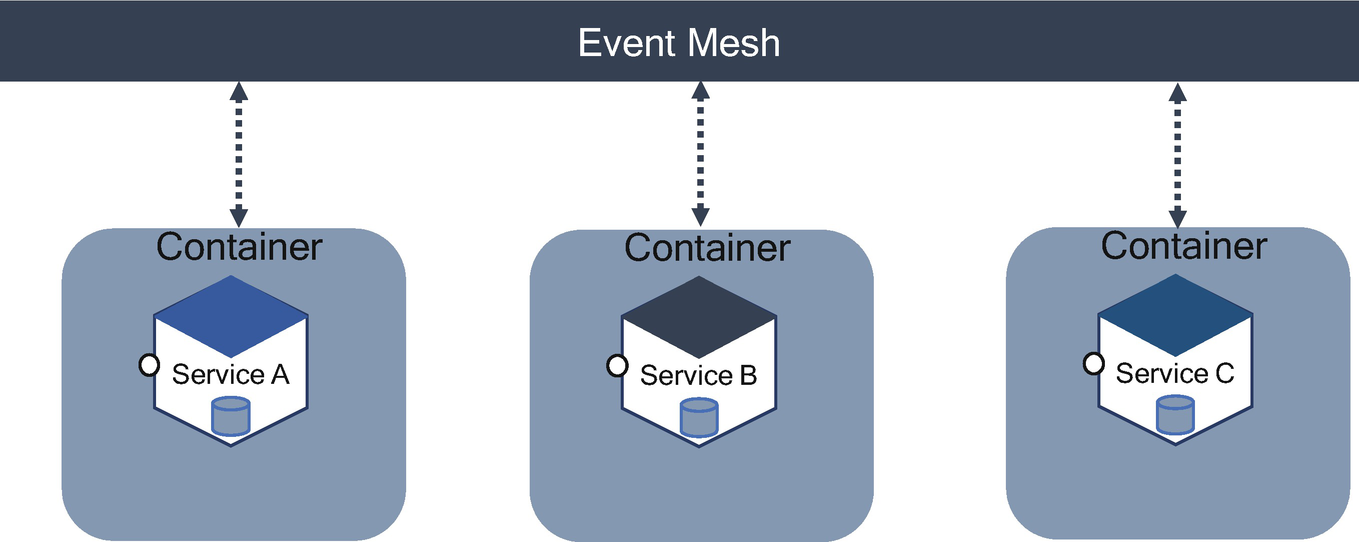 Event Mesh
Container
Container
Container
Service A
Service B
Service C